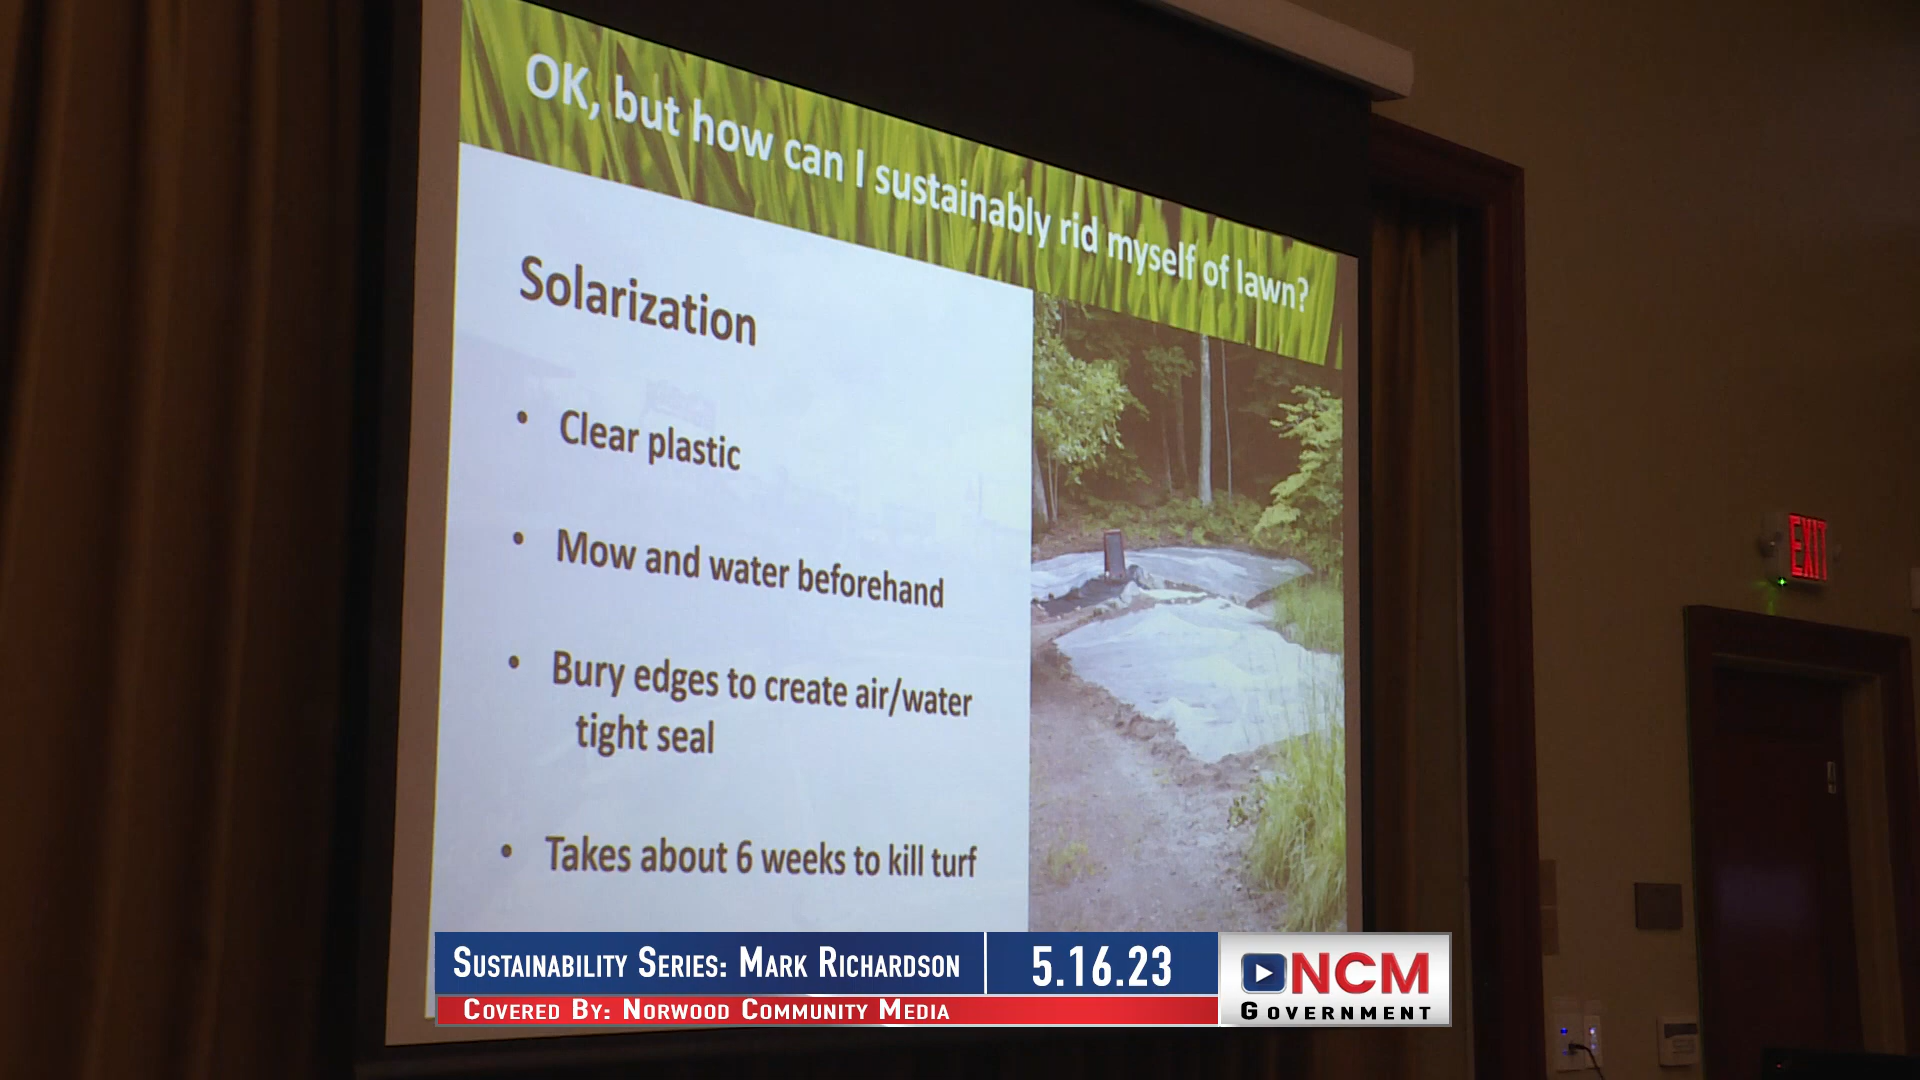 OK, but how can I sustainably rid myself of lawn?
Solarization
• Clear plastic
• Mow and water beforehand
• Bury edges to create air/water
tight seal
• Takes about 6 weeks to kill turf
EXIT
Sustainability Series: Mark Richardson
5.16.23
NCM
Government
Covered By: Norwood Community Media